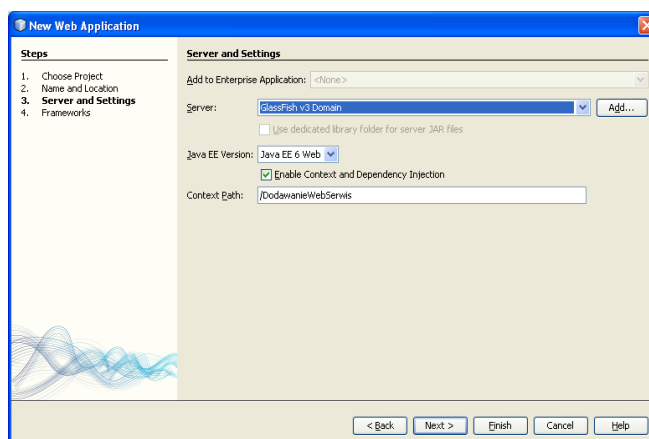 New Web Application
Steps
1. Choose Project
2. Name and Location
3. Server and Settings
4. Frameworks
Server and Settings
Add to Enterprise Application: <None>
Server: GlassFish v3 Domain Add...
Use dedicated library folder for server JAR files
Java EE Version: Java EE 6 Web
Enable Context and Dependency Injection
Context Path: /DodawanieWebSerwis
< Back Next > Finish Cancel Help